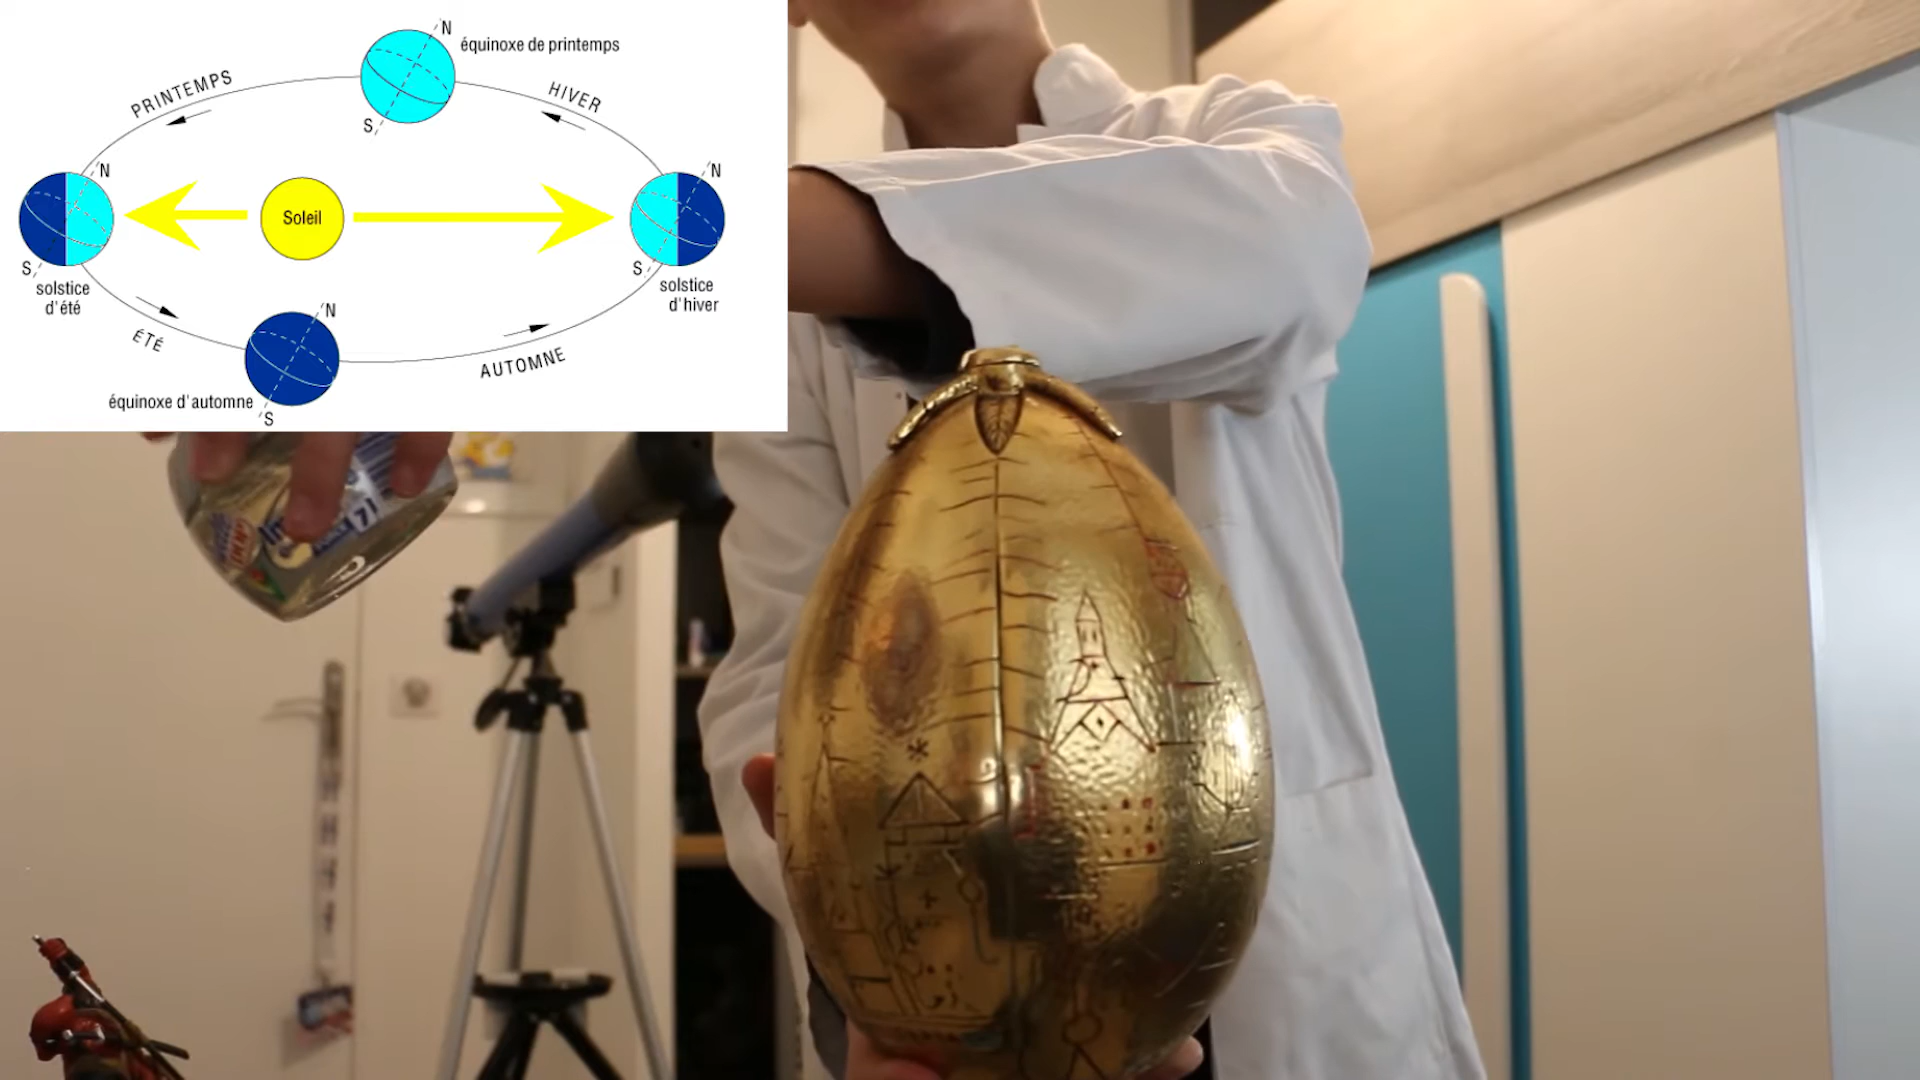 N
équinoxe de printemps
PRINTEMPS
HIVER
S
N
N
Soleil
S
S
solstice
d'été
solstice
d'hiver
N
ÉTÉ
AUTOMNE
équinoxe d'automne
S